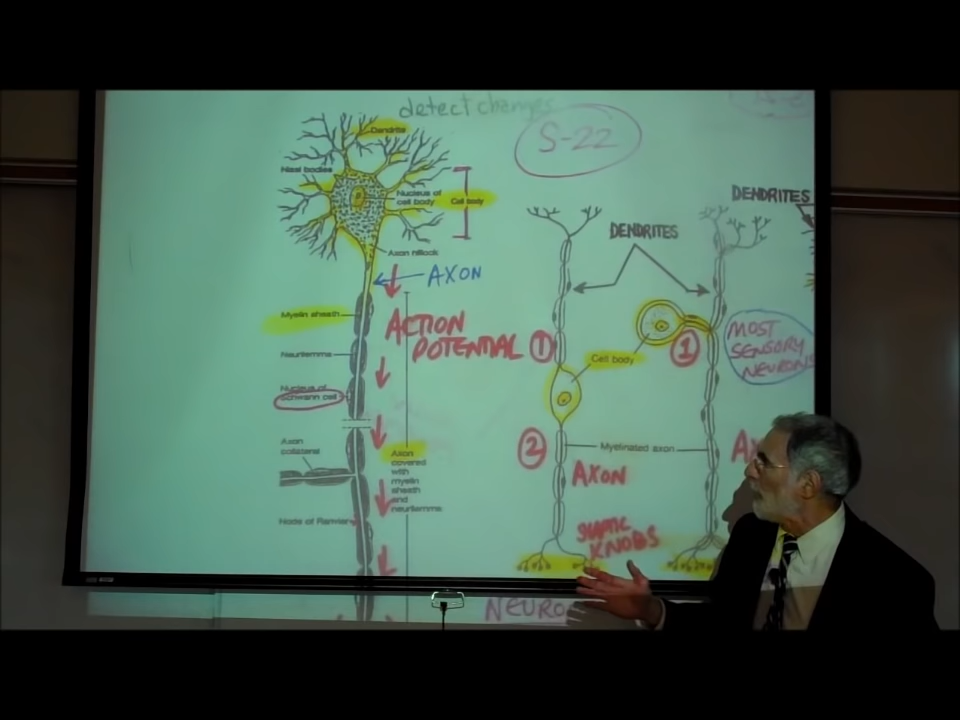 detect changes
S-22
Dendrite
Nissl bodies
Nucleus of
cell body
Cell body
DENDRITES
DENDRITES
Axon hillock
AXON
Myelin sheath
ACTION
POTENTIAL
1
1
MOST
SENSORY
NEURONS
Cell body
Neurilemma
Nucleus of
Schwann cell
Axon
collateral
2
Myelinated axon
Axon
covered
with
myelin
sheath
and
neurilemma
AXON
Node of Ranvier
KNOBS